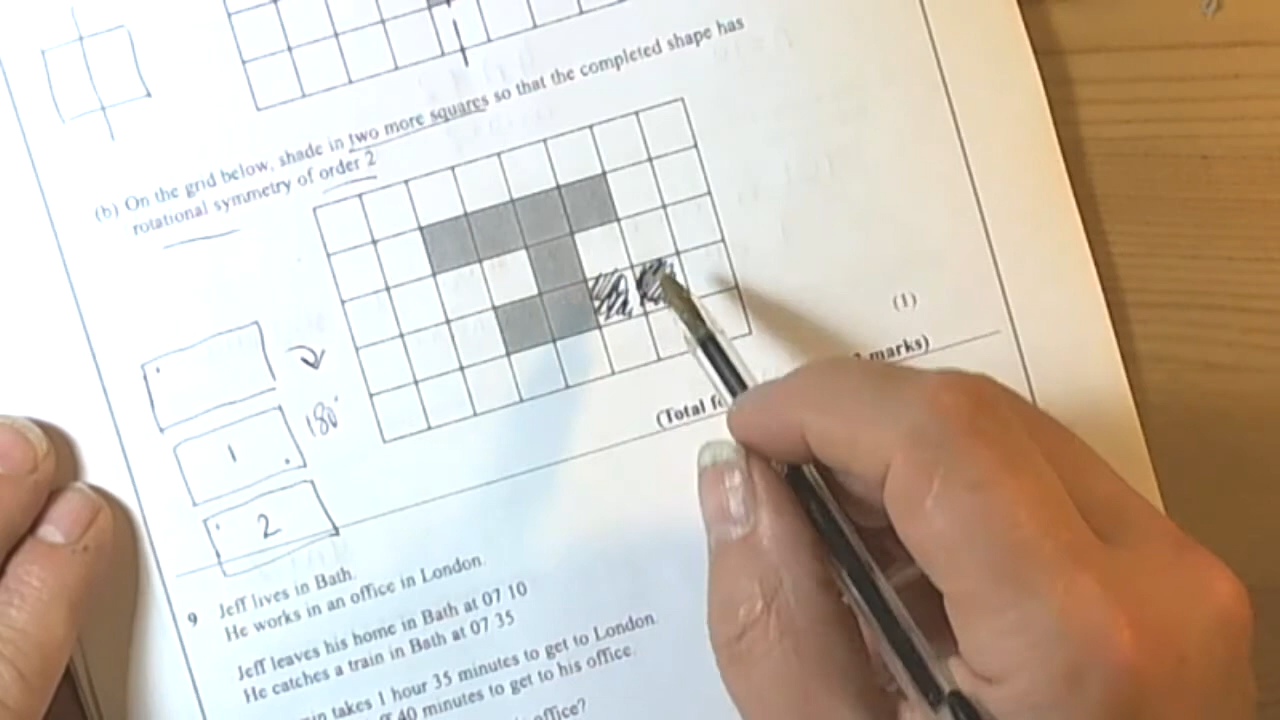 (b) On the grid below, shade in two more squares so that the completed shape has
rotational symmetry of order 2
(1)
marks)
(Total
180°
1
2
9 Jeff lives in Bath.
He works in an office in London.
Jeff leaves his home in Bath at 07 10
He catches a train in Bath at 07 35
takes 1 hour 35 minutes to get to London.
40 minutes to get to his office.
office?